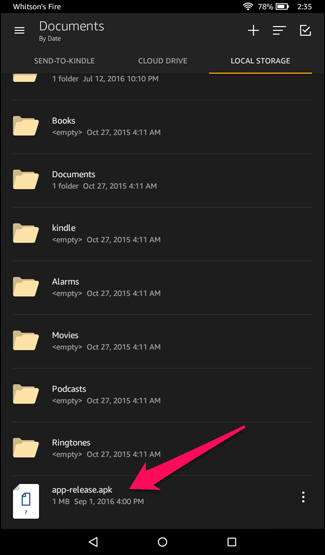 Whitson's Fire
78%
2:35
Documents
By Date
SEND-TO-KINDLE
CLOUD DRIVE
LOCAL STORAGE
1 folder Jul 12, 2016 10:10 PM
Books
<empty> Oct 27, 2015 4:11 AM
Documents
1 folder Oct 27, 2015 4:11 AM
kindle
<empty> Oct 27, 2015 4:11 AM
Alarms
<empty> Oct 27, 2015 4:11 AM
Movies
<empty> Oct 27, 2015 4:11 AM
Podcasts
<empty> Oct 27, 2015 4:11 AM
Ringtones
<empty> Oct 27, 2015 4:11 AM
app-release.apk
1 MB Sep 1, 2016 4:00 PM
?